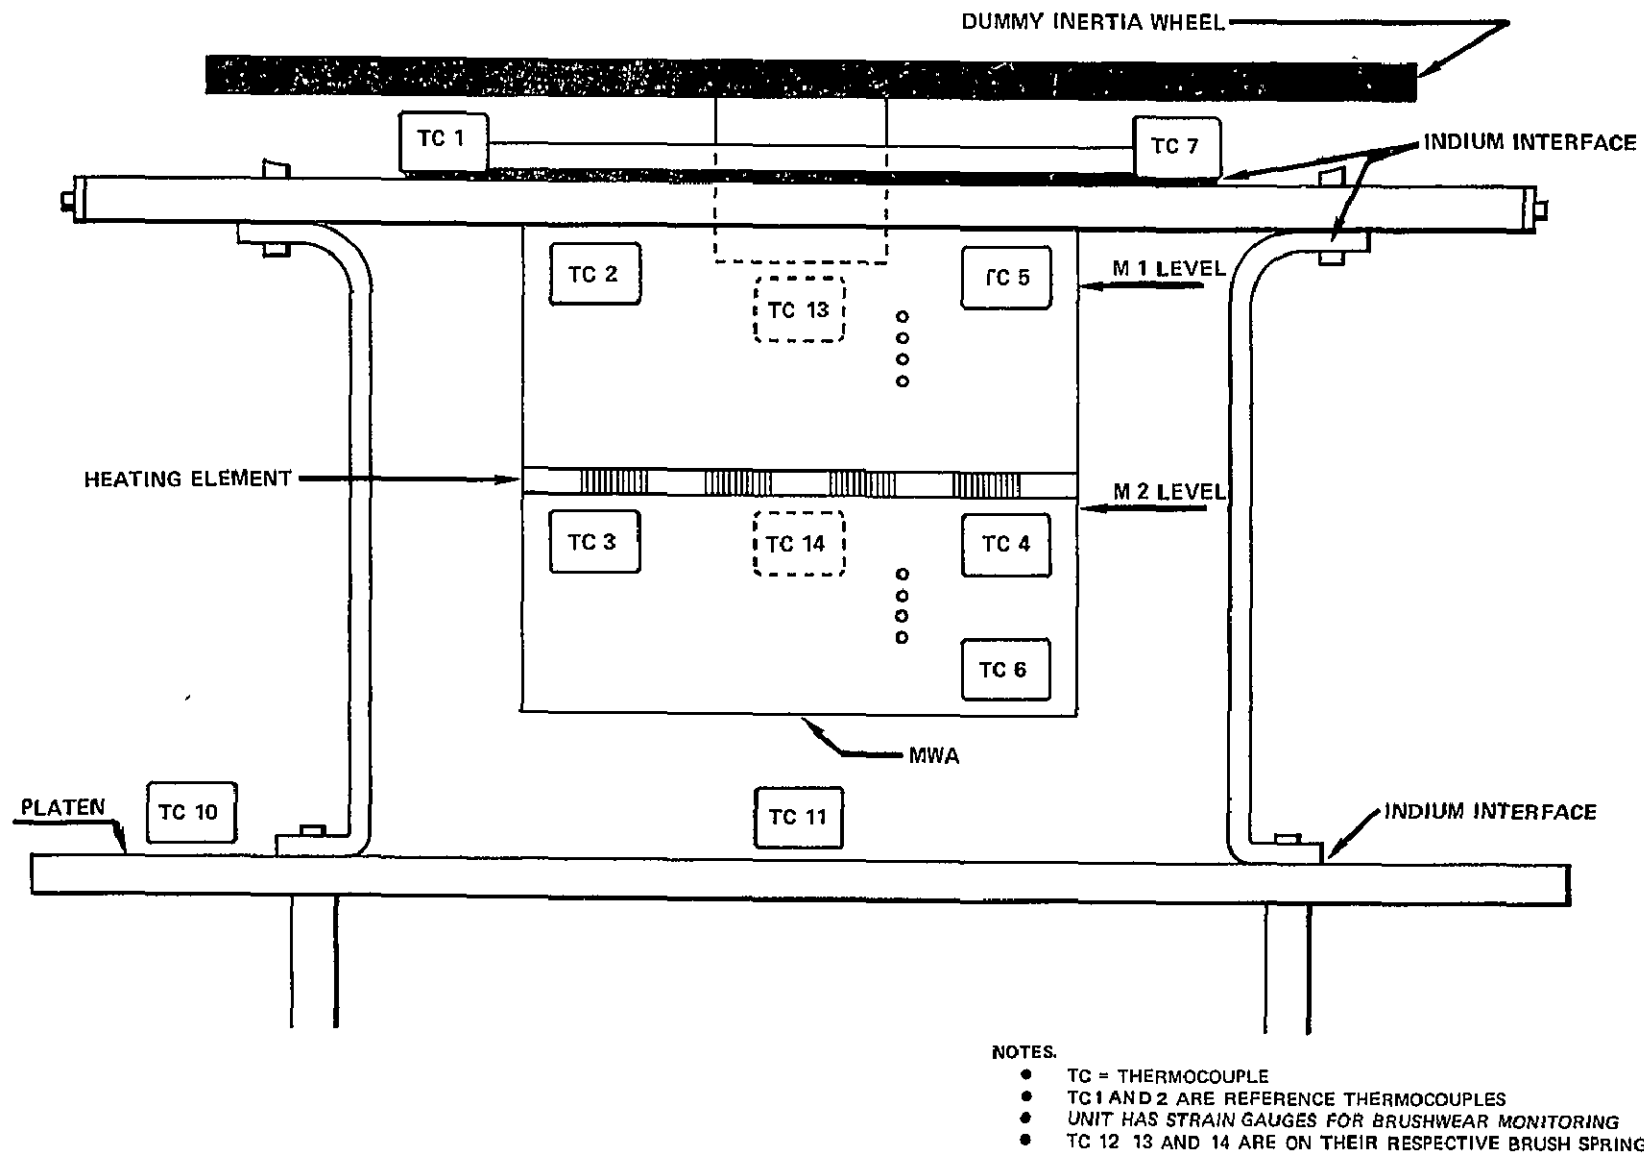 DUMMY INERTIA WHEEL
TC 1
TC 7
INDIUM INTERFACE
TC 2
TC 5
M 1 LEVEL
TC 13
HEATING ELEMENT
M 2 LEVEL
TC 3
TC 14
TC 4
TC 6
MWA
PLATEN
TC 10
TC 11
INDIUM INTERFACE
NOTES.
● TC = THERMOCOUPLE
● TC 1 AND 2 ARE REFERENCE THERMOCOUPLES
● UNIT HAS STRAIN GAUGES FOR BRUSHWEAR MONITORING
● TC 12 13 AND 14 ARE ON THEIR RESPECTIVE BRUSH SPRING